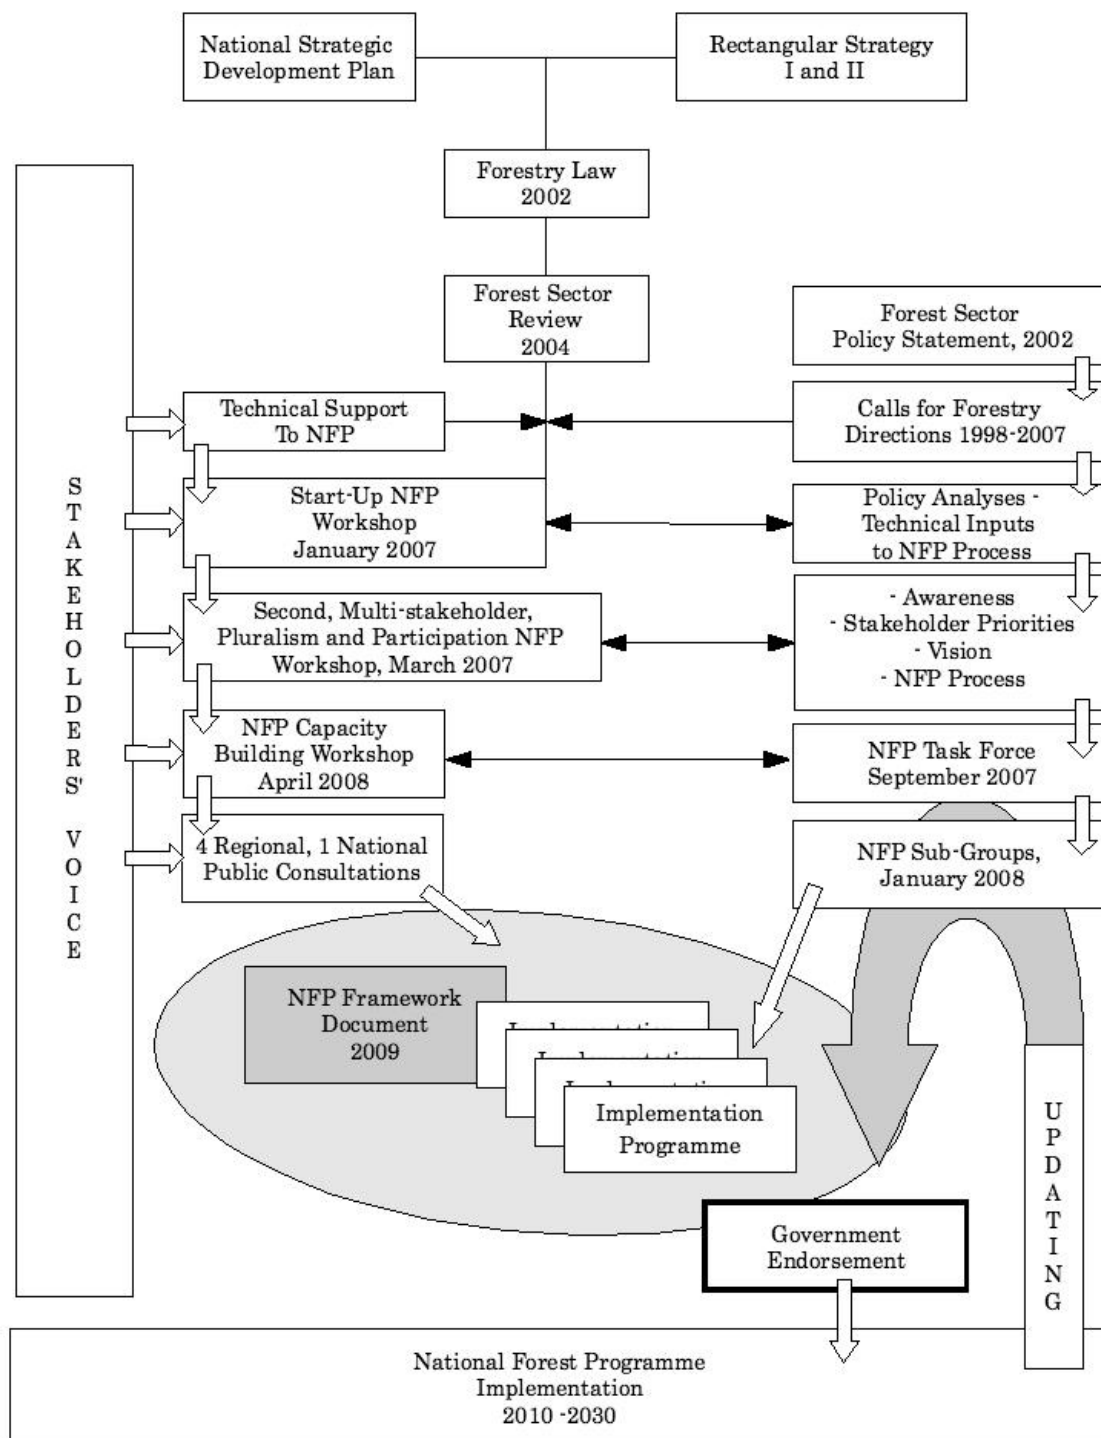 National Strategic
Development Plan
Rectangular Strategy
I and II
Forestry Law
2002
Forest Sector
Review
2004
Forest Sector
Policy Statement, 2002
Technical Support
To NFP
Calls for Forestry
Directions 1998-2007
STAKEHOLDERS' VOICE
Start-Up NFP
Workshop
January 2007
Policy Analyses -
Technical Inputs
to NFP Process
Second, Multi-stakeholder,
Pluralism and Participation NFP
Workshop, March 2007
- Awareness
- Stakeholder Priorities
- Vision
- NFP Process
NFP Capacity
Building Workshop
April 2008
NFP Task Force
September 2007
4 Regional, 1 National
Public Consultations
NFP Sub-Groups,
January 2008
NFP Framework
Document
2009
Implementation
Implementation
Implementation
Implementation
Programme
UPDATING
Government
Endorsement
National Forest Programme
Implementation
2010 -2030